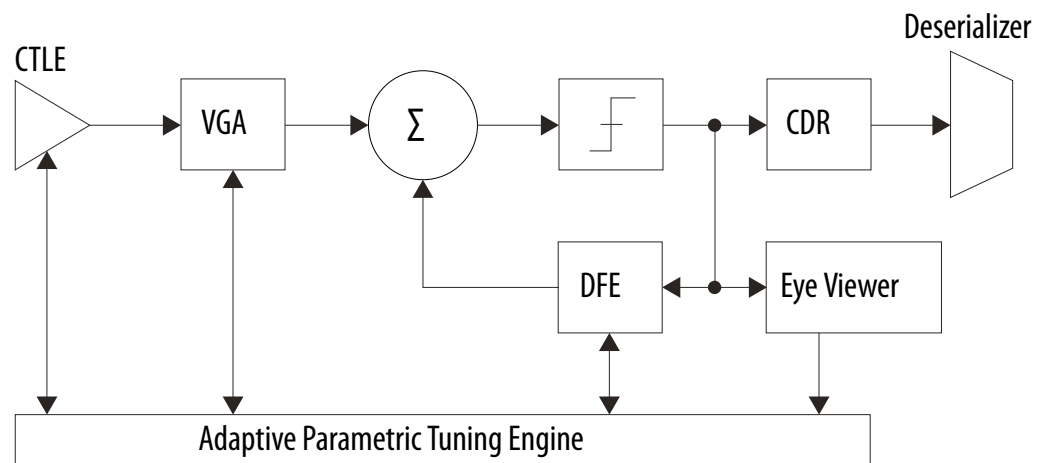 Deserializer
CTLE
VGA
Σ
CDR
DFE
Eye Viewer
Adaptive Parametric Tuning Engine